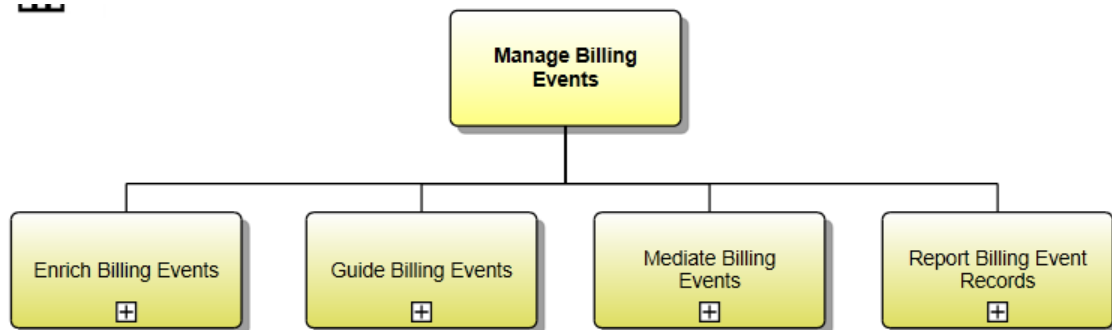 Manage Billing
Events
Enrich Billing Events
Guide Billing Events
Mediate Billing
Events
Report Billing Event
Records